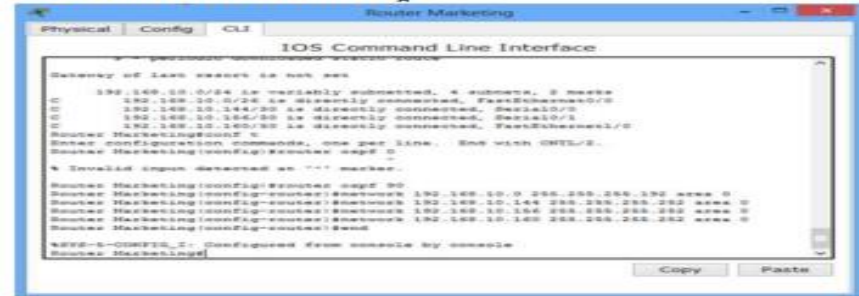 Router Marketing
Physical Config CLI
IOS Command Line Interface
P - periodic downloaded static route
Gateway of last resort is not set
192.168.10.0/24 is variably subnetted, 4 subnets, 2 masks
C 192.168.10.0/26 is directly connected, FastEthernet0/0
C 192.168.10.144/30 is directly connected, Serial0/0
C 192.168.10.156/30 is directly connected, Serial0/1
C 192.168.10.160/30 is directly connected, FastEthernet1/0
Router Marketing#conf t
Enter configuration commands, one per line. End with CNTL/Z.
Router Marketing(config)#router ospf 0
^
% Invalid input detected at '^' marker.
Router Marketing(config)#router ospf 90
Router Marketing(config-router)#network 192.168.10.0 255.255.255.192 area 0
Router Marketing(config-router)#network 192.168.10.144 255.255.255.252 area 0
Router Marketing(config-router)#network 192.168.10.156 255.255.255.252 area 0
Router Marketing(config-router)#network 192.168.10.160 255.255.255.252 area 0
Router Marketing(config-router)#end
%SYS-5-CONFIG_I: Configured from console by console
Router Marketing#
Copy Paste